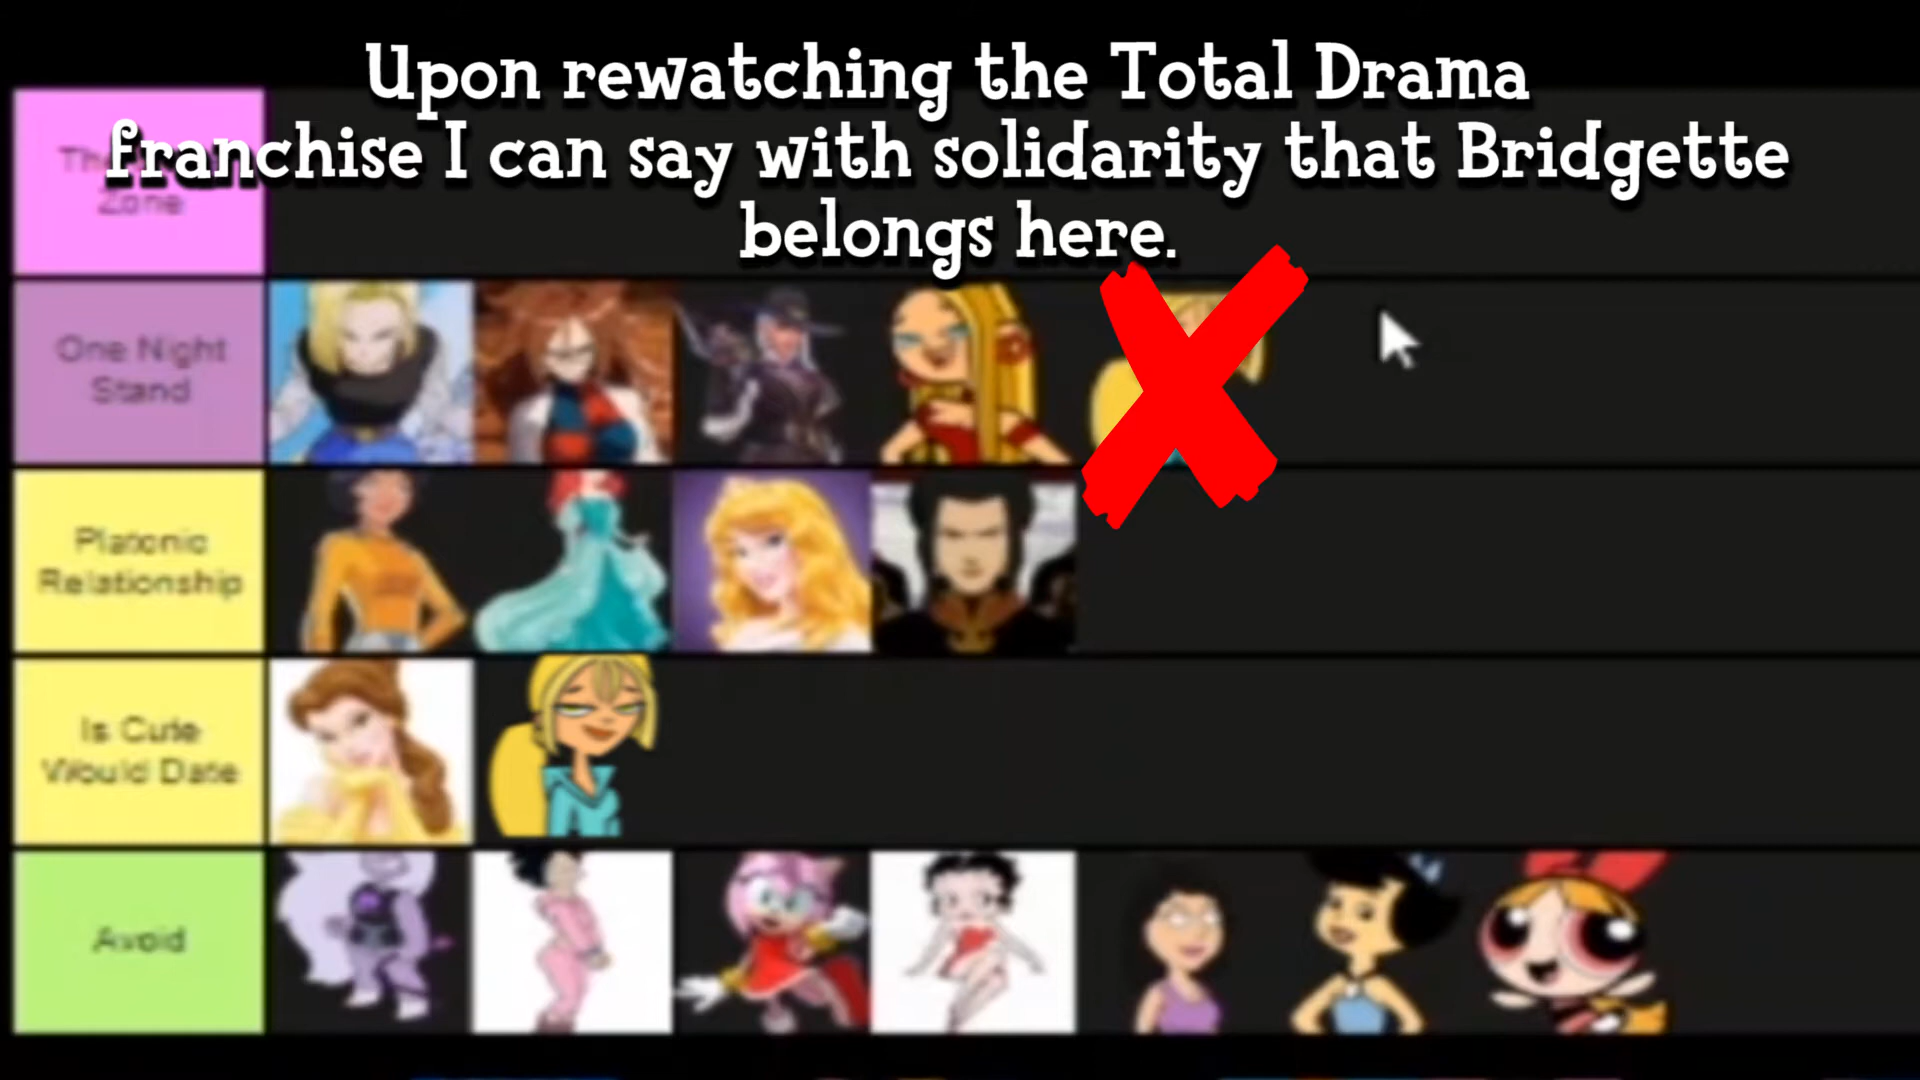 Upon rewatching the Total Drama
franchise I can say with solidarity that Bridgette
belongs here.
Zone
One Night
Stand
Platonic
Relationship
Is Cute
Would Date
Avoid